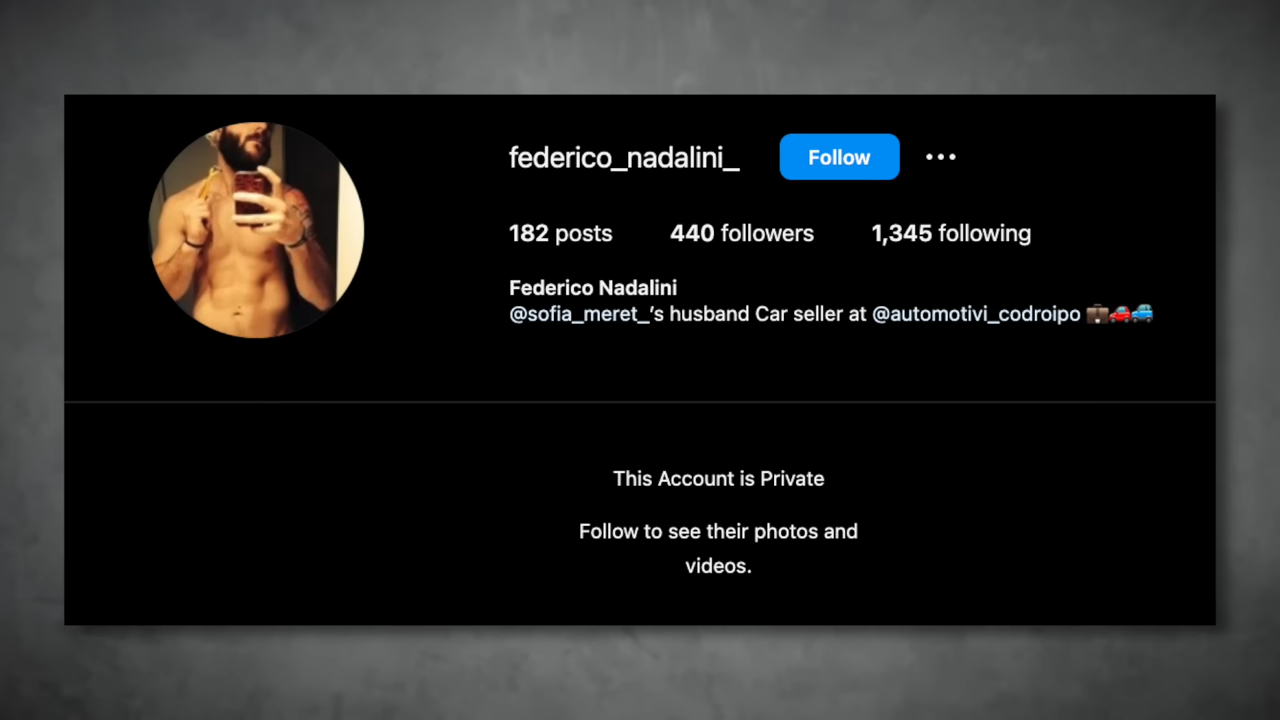 federico_nadalini_ Follow
182 posts 440 followers 1,345 following
Federico Nadalini
@sofia_meret_'s husband Car seller at @automotivi_codroipo 💼🚗🚙
This Account is Private
Follow to see their photos and
videos.